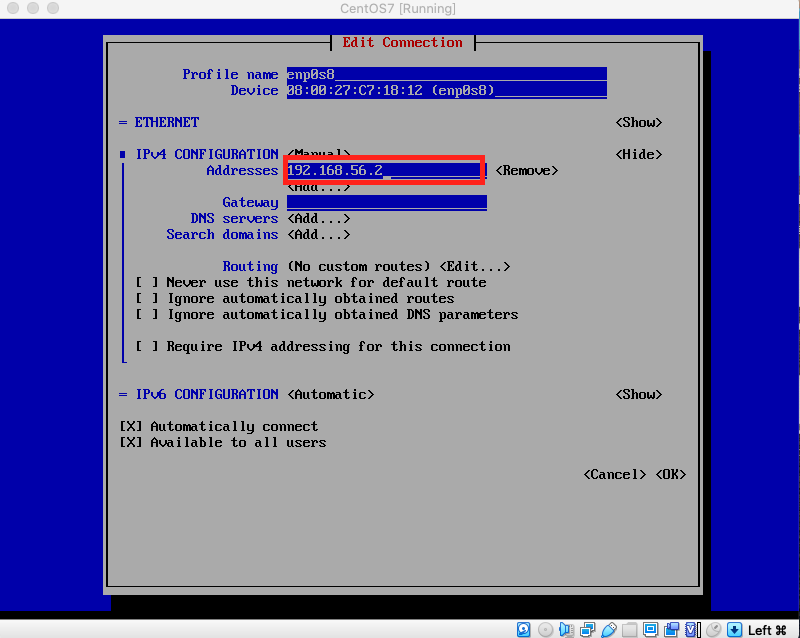 CentOS7 [Running]
Edit Connection
Profile name enp0s8
Device 08:00:27:C7:18:12 (enp0s8)
= ETHERNET <Show>
IPv4 CONFIGURATION <Manual> <Hide>
Addresses 192.168.56.2 <Remove>
<Add...>
Gateway
DNS servers <Add...>
Search domains <Add...>
Routing (No custom routes) <Edit...>
[ ] Never use this network for default route
[ ] Ignore automatically obtained routes
[ ] Ignore automatically obtained DNS parameters
[ ] Require IPv4 addressing for this connection
= IPv6 CONFIGURATION <Automatic> <Show>
[X] Automatically connect
[X] Available to all users
<Cancel> <OK>
Left ⌘